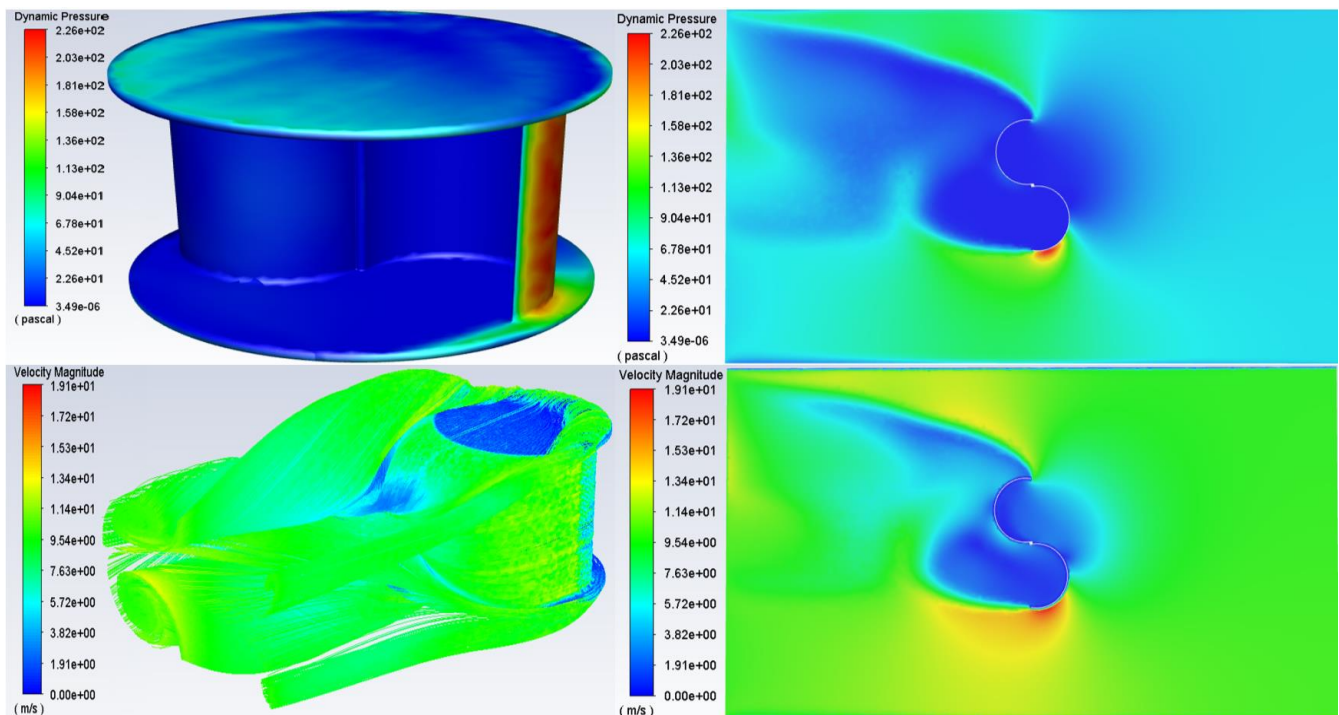 Dynamic Pressure
2.26e+02
2.03e+02
1.81e+02
1.58e+02
1.36e+02
1.13e+02
9.04e+01
6.78e+01
4.52e+01
2.26e+01
3.49e-06
( pascal )
Dynamic Pressure
2.26e+02
2.03e+02
1.81e+02
1.58e+02
1.36e+02
1.13e+02
9.04e+01
6.78e+01
4.52e+01
2.26e+01
3.49e-06
( pascal )
Velocity Magnitude
1.91e+01
1.72e+01
1.53e+01
1.34e+01
1.14e+01
9.54e+00
7.63e+00
5.72e+00
3.82e+00
1.91e+00
0.00e+00
( m/s )
Velocity Magnitude
1.91e+01
1.72e+01
1.53e+01
1.34e+01
1.14e+01
9.54e+00
7.63e+00
5.72e+00
3.82e+00
1.91e+00
0.00e+00
( m/s )